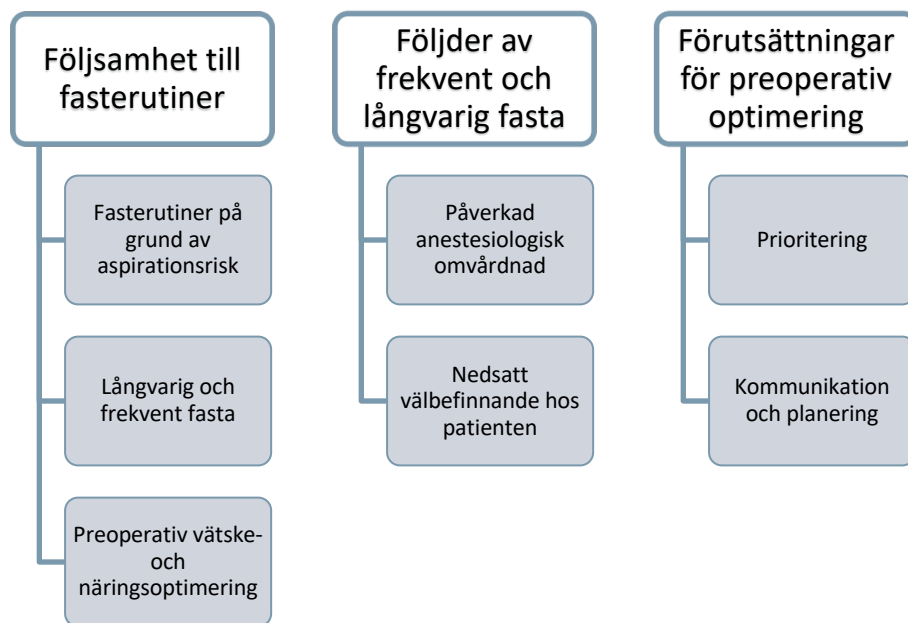 Följsamhet till
fasterutiner
Fasterutiner på
grund av
aspirationsrisk
Långvarig och
frekvent fasta
Preoperativ vätske-
och
näringsoptimering
Följder av
frekvent och
långvarig fasta
Påverkad
anestesiologisk
omvårdnad
Nedsatt
välbefinnande hos
patienten
Förutsättningar
för preoperativ
optimering
Prioritering
Kommunikation
och planering